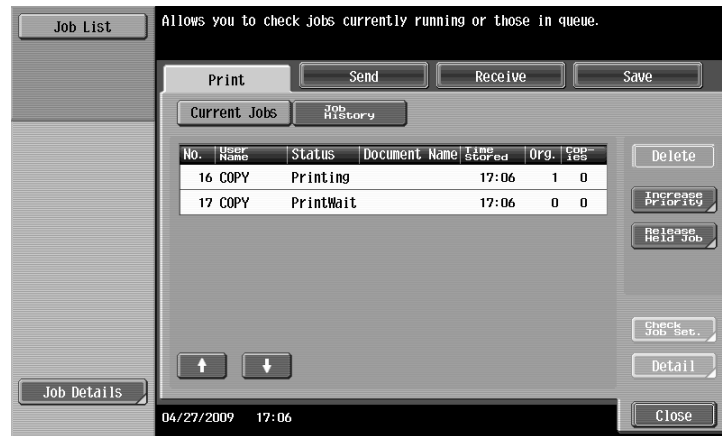 Job List
Allows you to check jobs currently running or those in queue.
Print Send Receive Save
Current Jobs Job History
No. User Name Status Document Name Time Stored Org. Cop-ies
16 COPY Printing 17:06 1 0
17 COPY PrintWait 17:06 0 0
Delete
Increase Priority
Release Held Job
Check Job Set.
Detail
Job Details
04/27/2009 17:06
Close